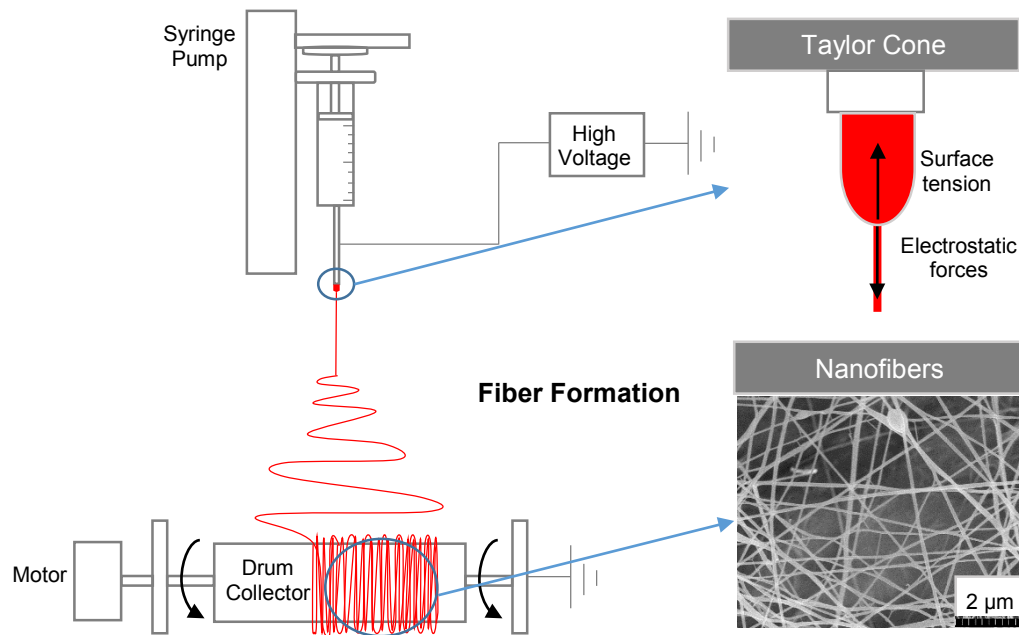 Syringe
Pump
High
Voltage
Taylor Cone
Surface
tension
Electrostatic
forces
Fiber Formation
Nanofibers
Motor
Drum
Collector
2 µm